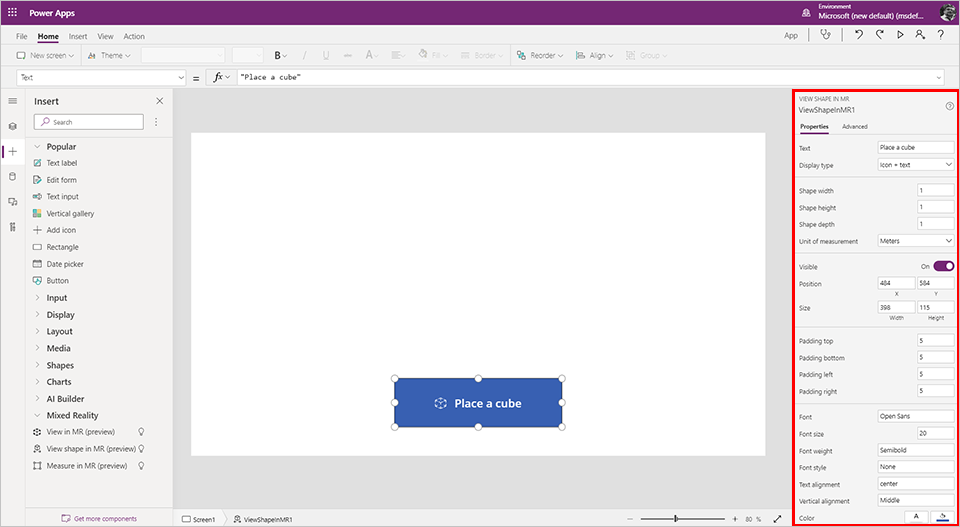 Power Apps
Environment
Microsoft (new default) (msdef...
File Home Insert View Action App ?
New screen Theme B / U A Fill Border Reorder Align Group
Text = fx "Place a cube"
Insert
Search
Popular
Text label
Edit form
Text input
Vertical gallery
Add icon
Rectangle
Date picker
Button
Input
Display
Layout
Media
Shapes
Charts
AI Builder
Mixed Reality
View in MR (preview)
View shape in MR (preview)
Measure in MR (preview)
Get more components
Place a cube
Screen1 ViewShapeInMR1 80 %
VIEW SHAPE IN MR
ViewShapeInMR1
Properties Advanced
Text Place a cube
Display type Icon + text
Shape width 1
Shape height 1
Shape depth 1
Unit of measurement Meters
Visible On
Position 484 584
X Y
Size 398 115
Width Height
Padding top 5
Padding bottom 5
Padding left 5
Padding right 5
Font Open Sans
Font size 20
Font weight Semibold
Font style None
Text alignment center
Vertical alignment Middle
Color A